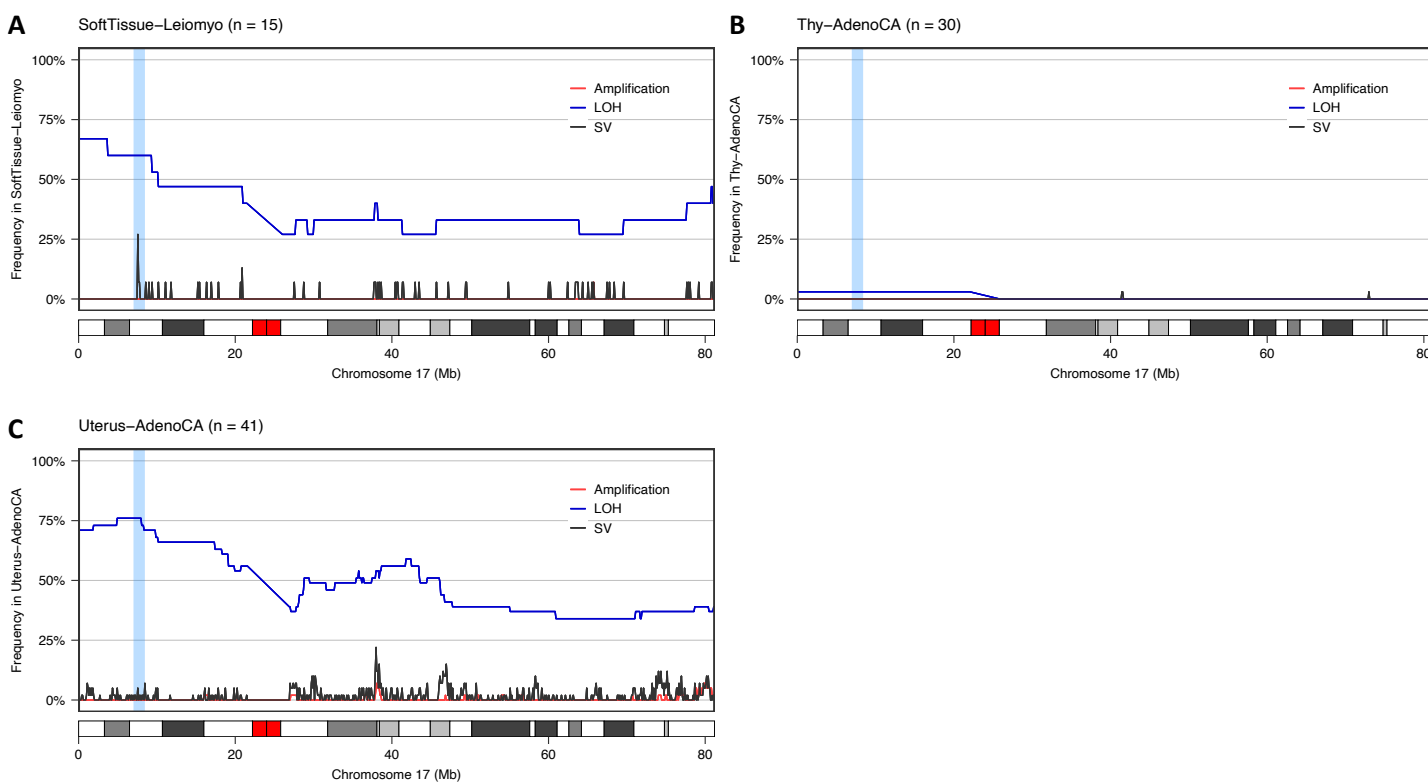 A
SoftTissue−Leiomyo (n = 15)
Frequency in SoftTissue−Leiomyo
100%
75%
50%
25%
0%
Amplification
LOH
SV
0 20 40 60 80
Chromosome 17 (Mb)
B
Thy−AdenoCA (n = 30)
Frequency in Thy−AdenoCA
100%
75%
50%
25%
0%
Amplification
LOH
SV
0 20 40 60 80
Chromosome 17 (Mb)
C
Uterus−AdenoCA (n = 41)
Frequency in Uterus−AdenoCA
100%
75%
50%
25%
0%
Amplification
LOH
SV
0 20 40 60 80
Chromosome 17 (Mb)